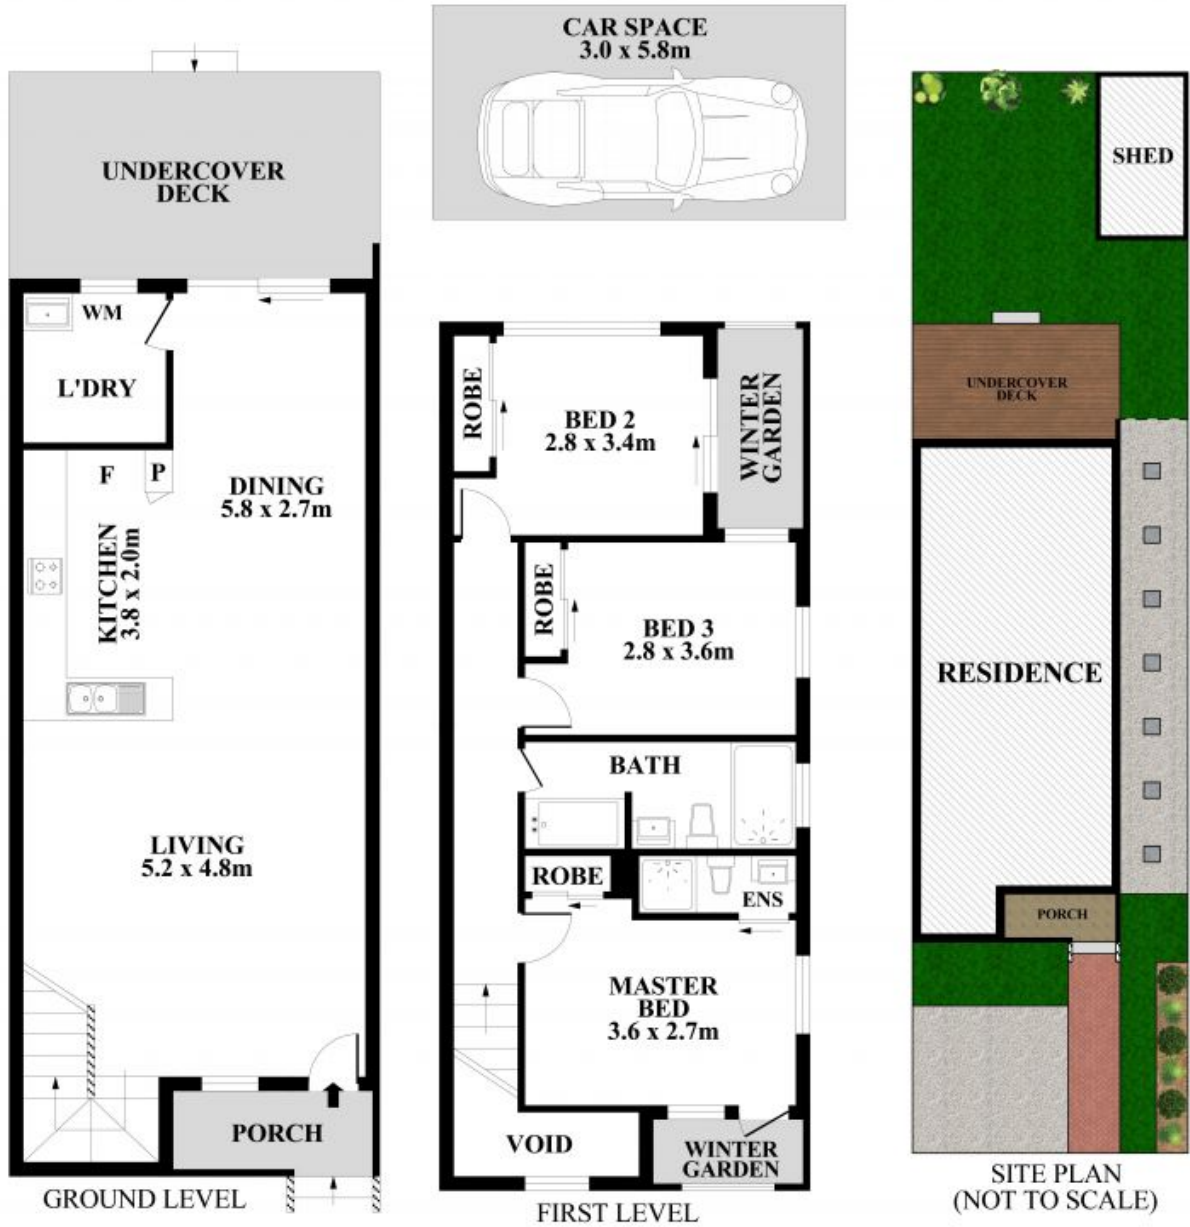 UNDERCOVER
DECK
WM
L'DRY
F
P
DINING
5.8 x 2.7m
KITCHEN
3.8 x 2.0m
LIVING
5.2 x 4.8m
PORCH
GROUND LEVEL
CAR SPACE
3.0 x 5.8m
ROBE
BED 2
2.8 x 3.4m
WINTER
GARDEN
ROBE
BED 3
2.8 x 3.6m
BATH
ROBE
ENS
MASTER
BED
3.6 x 2.7m
VOID
WINTER
GARDEN
FIRST LEVEL
SHED
UNDERCOVER
DECK
RESIDENCE
PORCH
SITE PLAN
(NOT TO SCALE)